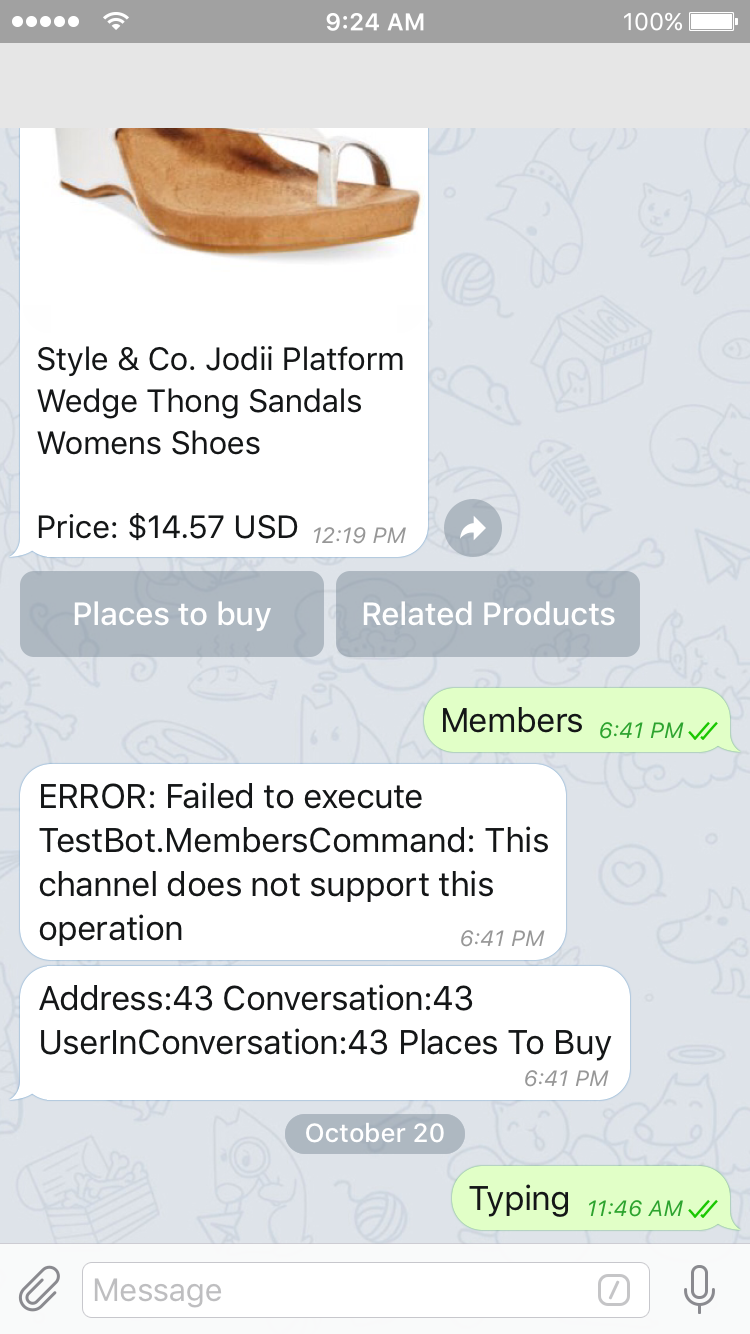 9:24 AM
100%
Style & Co. Jodii Platform
Wedge Thong Sandals
Womens Shoes
Price: $14.57 USD 12:19 PM
Places to buy
Related Products
Members 6:41 PM
ERROR: Failed to execute
TestBot.MembersCommand: This
channel does not support this
operation 6:41 PM
Address:43 Conversation:43
UserInConversation:43 Places To Buy
6:41 PM
October 20
Typing 11:46 AM
Message